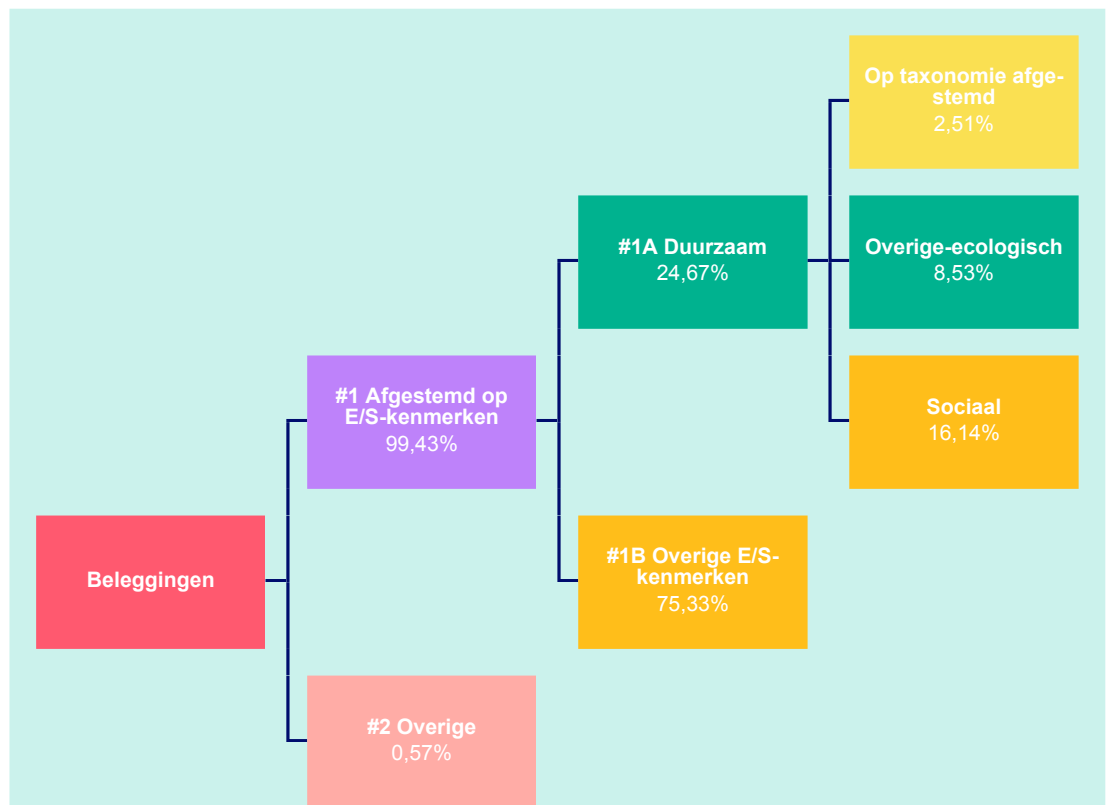 Op taxonomie afge-
stemd
2,51%
#1A Duurzaam
24,67%
Overige-ecologisch
8,53%
#1 Afgestemd op
E/S-kenmerken
99,43%
Sociaal
16,14%
Beleggingen
#1B Overige E/S-
kenmerken
75,33%
#2 Overige
0,57%